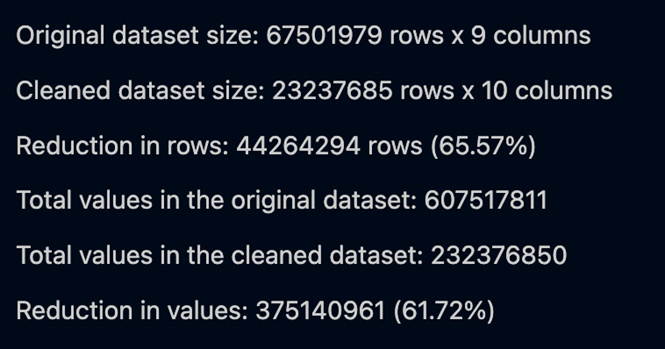 Original dataset size: 67501979 rows x 9 columns
Cleaned dataset size: 23237685 rows x 10 columns
Reduction in rows: 44264294 rows (65.57%)
Total values in the original dataset: 607517811
Total values in the cleaned dataset: 232376850
Reduction in values: 375140961 (61.72%)